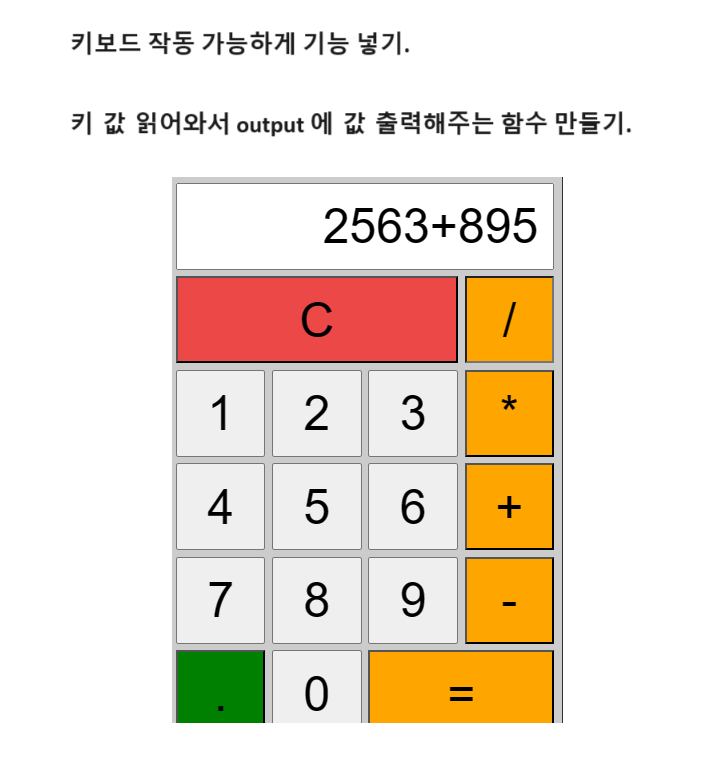 키보드 작동 가능하게 기능 넣기.
키 값 읽어와서 output 에 값 출력해주는 함수 만들기.
2563+895
C /
1 2 3 *
4 5 6 +
7 8 9 -
. 0 =